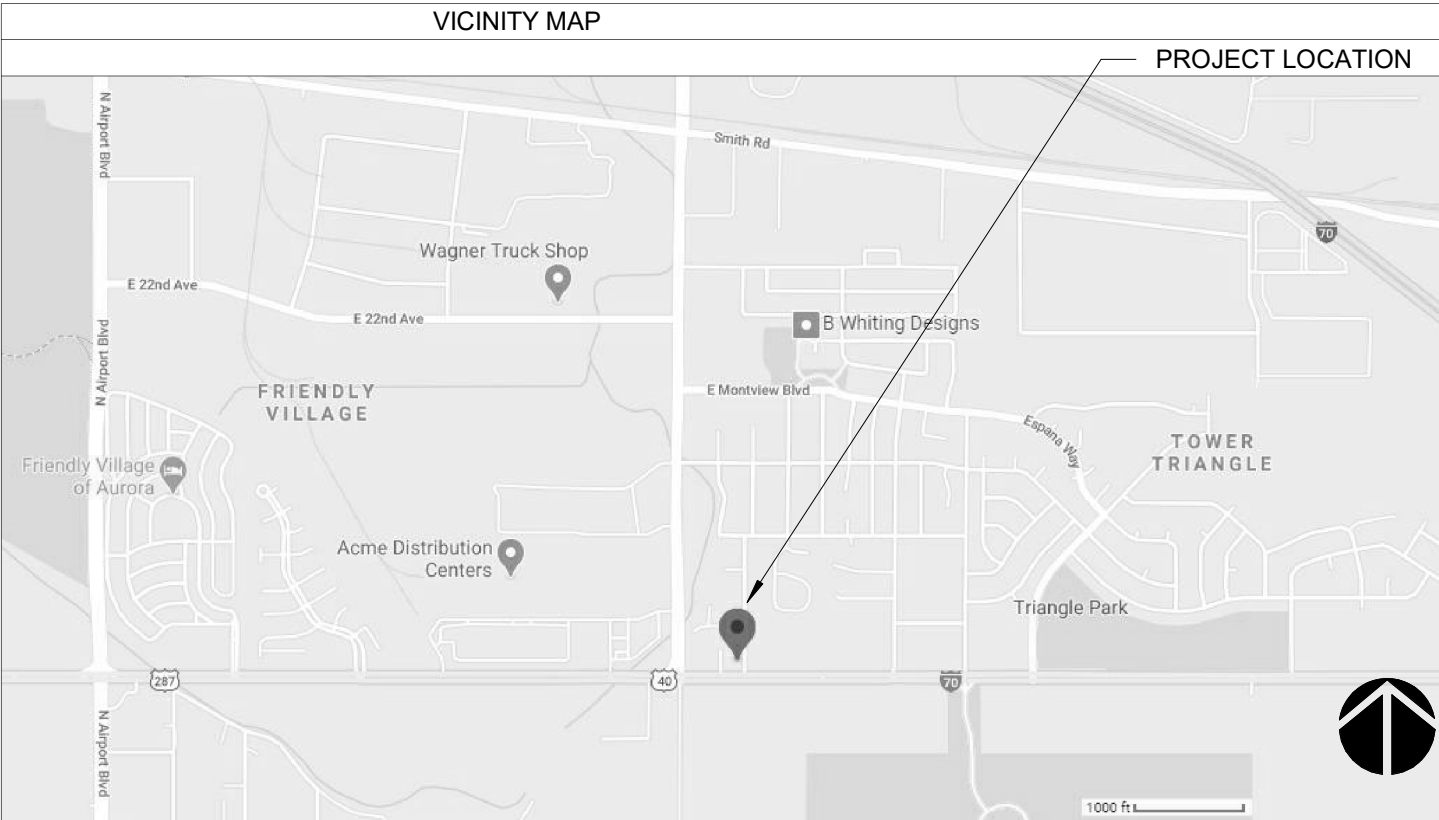 VICINITY MAP
PROJECT LOCATION
N Airport Blvd
Smith Rd
70
Wagner Truck Shop
E 22nd Ave
E 22nd Ave
B Whiting Designs
N Airport Blvd
FRIENDLY
VILLAGE
E Montview Blvd
Espana Way
TOWER
TRIANGLE
Friendly Village
of Aurora
Acme Distribution
Centers
Triangle Park
287
40
70
N Airport Blvd
1000 ft